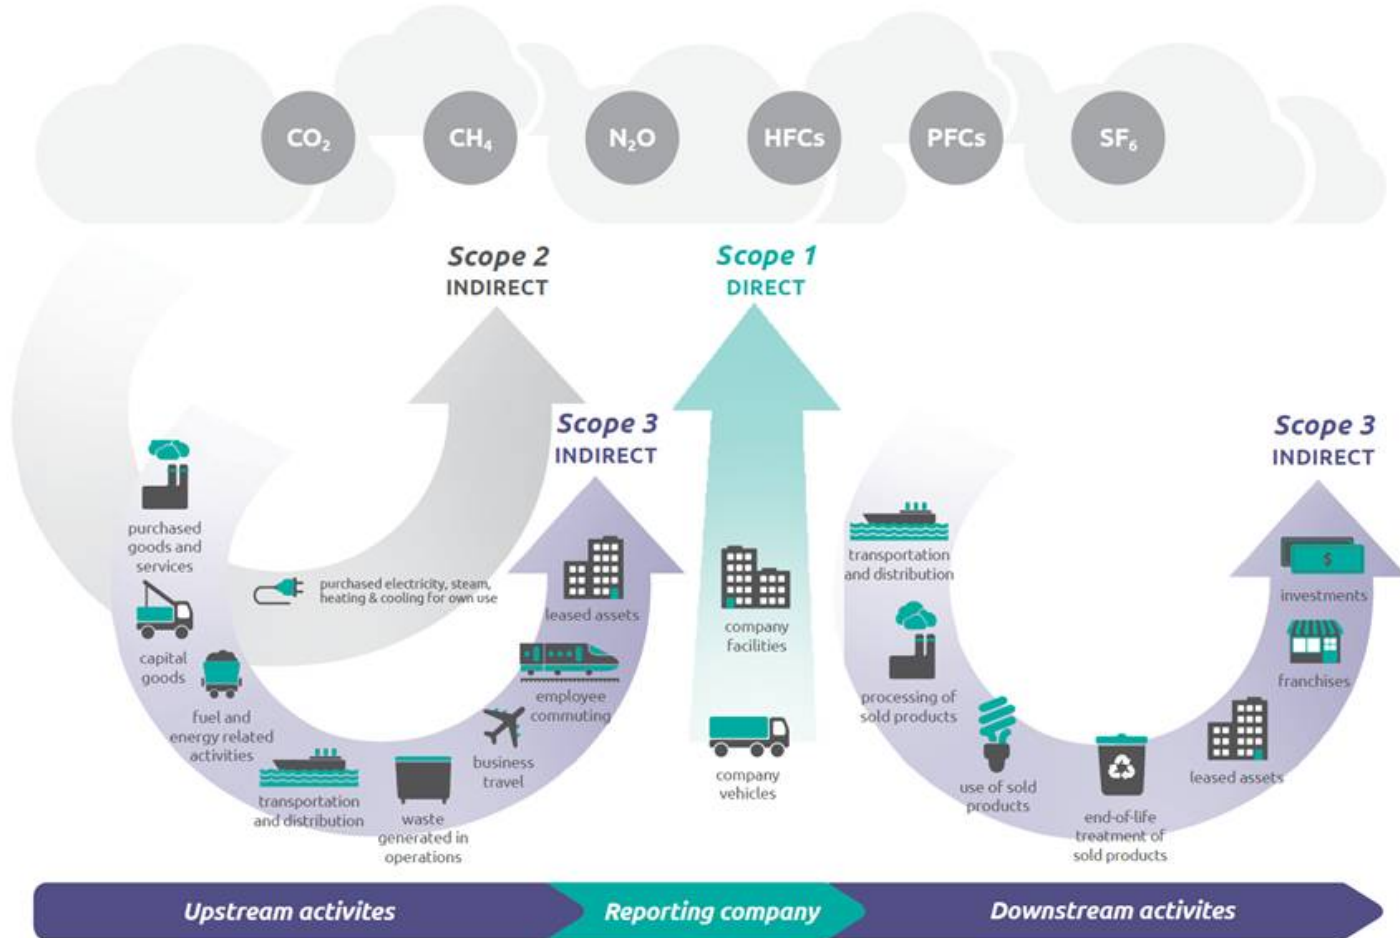 CO₂
CH₄
N₂O
HFCs
PFCs
SF₆
Scope 2
INDIRECT
Scope 1
DIRECT
Scope 3
INDIRECT
Scope 3
INDIRECT
purchased
goods and
services
capital
goods
fuel and
energy related
activities
transportation
and distribution
waste
generated in
operations
business
travel
employee
commuting
leased assets
purchased electricity, steam,
heating & cooling for own use
company
facilities
company
vehicles
transportation
and distribution
processing of
sold products
use of sold
products
end-of-life
treatment of
sold products
leased assets
franchises
$
investments
Upstream activites
Reporting company
Downstream activites